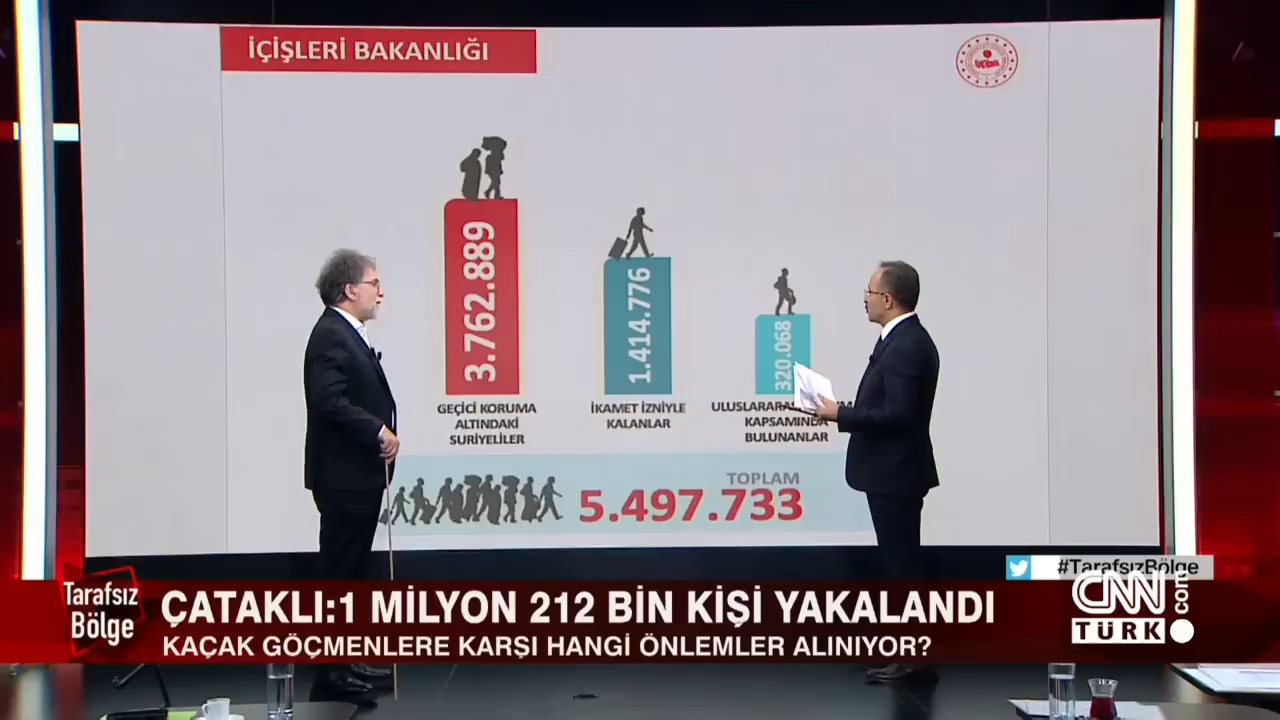 İÇİŞLERİ BAKANLIĞI
3.762.889
1.414.776
320.068
GEÇİCİ KORUMA
ALTINDAKİ
SURİYELİLER
İKAMET İZNİYLE
KALANLAR
KAPSAMINDA
BULUNANLAR
TOPLAM
5.497.733
#TarafsızBölge
Tarafsız
Bölge
ÇATAKLI:1 MİLYON 212 BİN KİŞİ YAKALANDI
KAÇAK GÖÇMENLERE KARŞI HANGİ ÖNLEMLER ALINIYOR?
CNN
TÜRK
.com